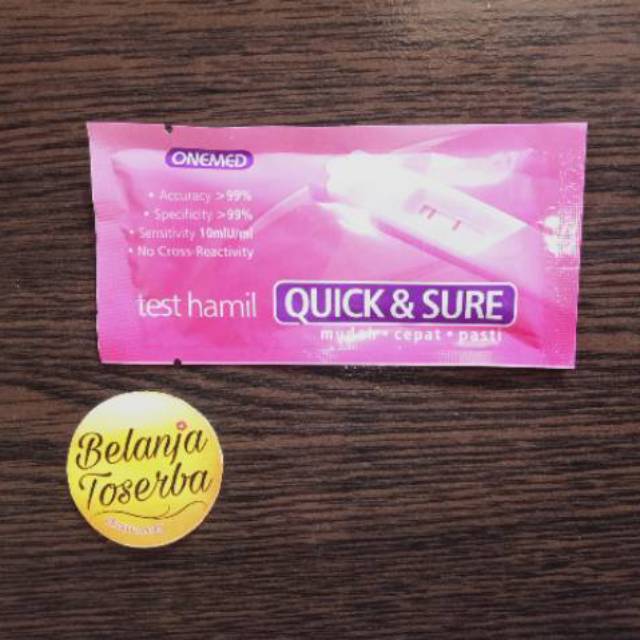 ONEMED
• Accuracy >99%
• Specificity >99%
• Sensitivity 10mIU/ml
• No Cross-Reactivity
test hamil QUICK & SURE
mudah • cepat • pasti
Belanja
Toserba